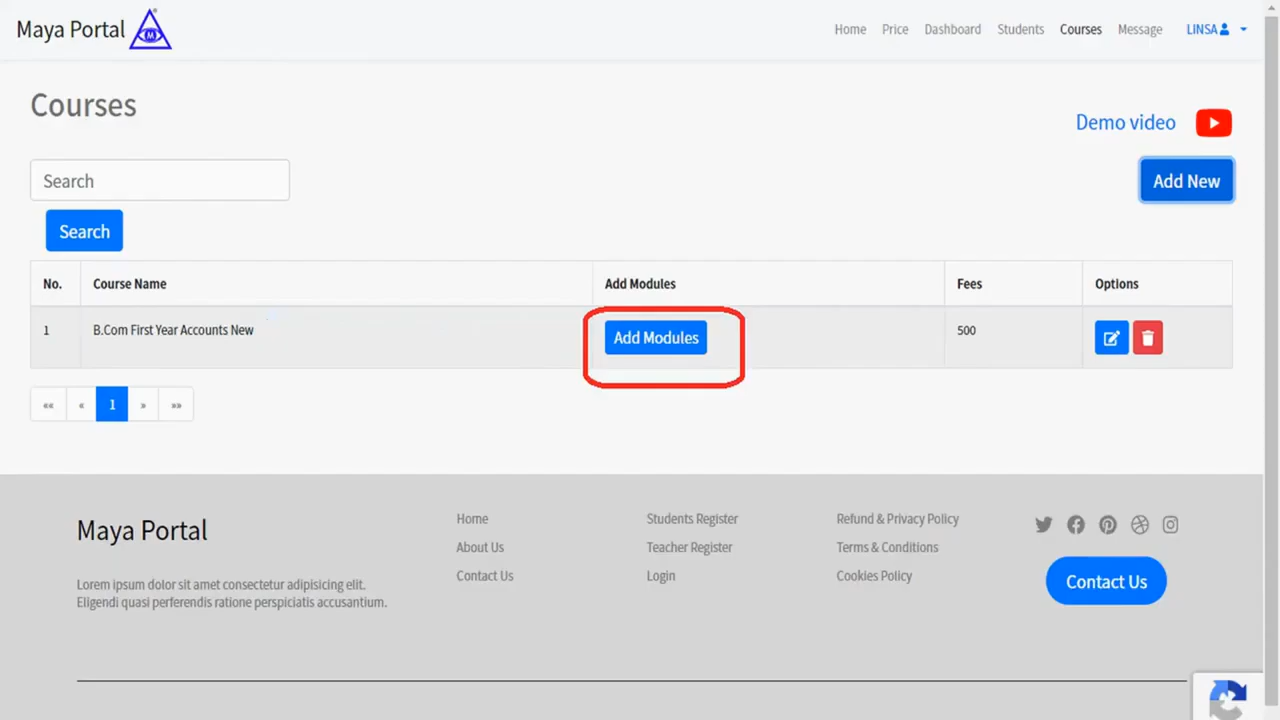 Maya Portal
M
Home Price Dashboard Students Courses Message LINSA
Courses
Demo video
Search
Add New
Search
No. Course Name Add Modules Fees Options
1 B.Com First Year Accounts New Add Modules 500
«« « 1 » »»
Maya Portal
Lorem ipsum dolor sit amet consectetur adipisicing elit.
Eligendi quasi perferendis ratione perspiciatis accusantium.
Home
About Us
Contact Us
Students Register
Teacher Register
Login
Refund & Privacy Policy
Terms & Conditions
Cookies Policy
Contact Us